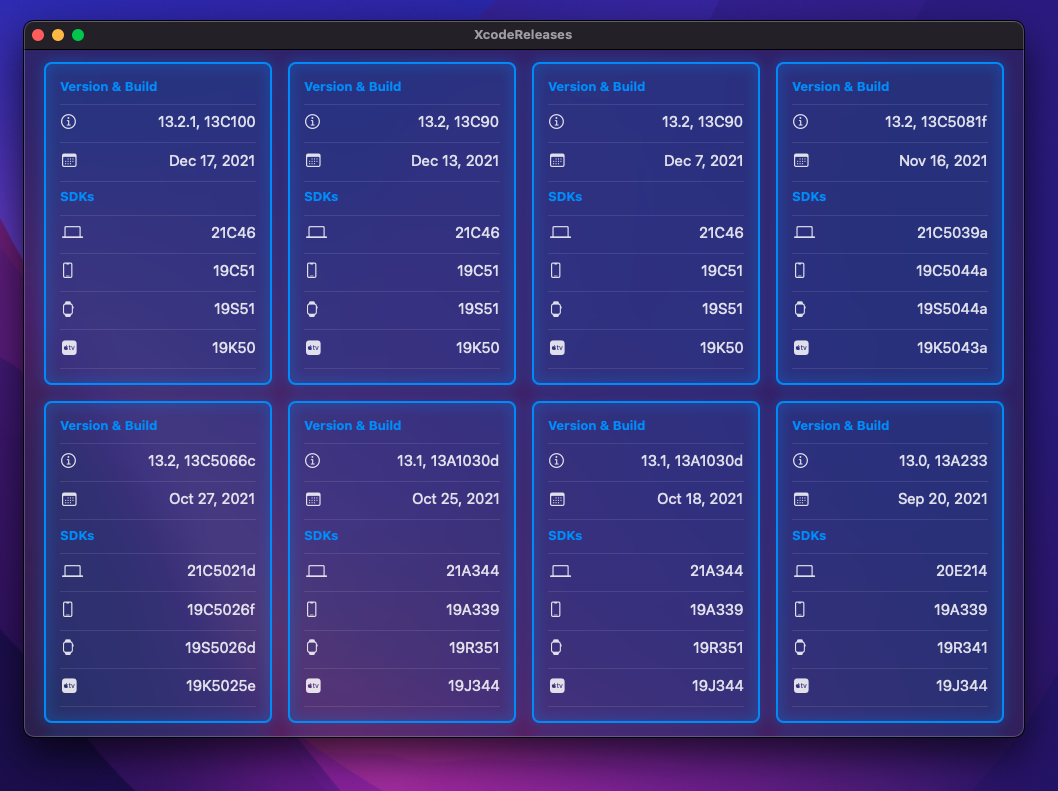 XcodeReleases
Version & Build
13.2.1, 13C100
Dec 17, 2021
SDKs
21C46
19C51
19S51
tv 19K50
Version & Build
13.2, 13C90
Dec 13, 2021
SDKs
21C46
19C51
19S51
tv 19K50
Version & Build
13.2, 13C90
Dec 7, 2021
SDKs
21C46
19C51
19S51
tv 19K50
Version & Build
13.2, 13C5081f
Nov 16, 2021
SDKs
21C5039a
19C5044a
19S5044a
tv 19K5043a
Version & Build
13.2, 13C5066c
Oct 27, 2021
SDKs
21C5021d
19C5026f
19S5026d
tv 19K5025e
Version & Build
13.1, 13A1030d
Oct 25, 2021
SDKs
21A344
19A339
19R351
tv 19J344
Version & Build
13.1, 13A1030d
Oct 18, 2021
SDKs
21A344
19A339
19R351
tv 19J344
Version & Build
13.0, 13A233
Sep 20, 2021
SDKs
20E214
19A339
19R341
tv 19J344